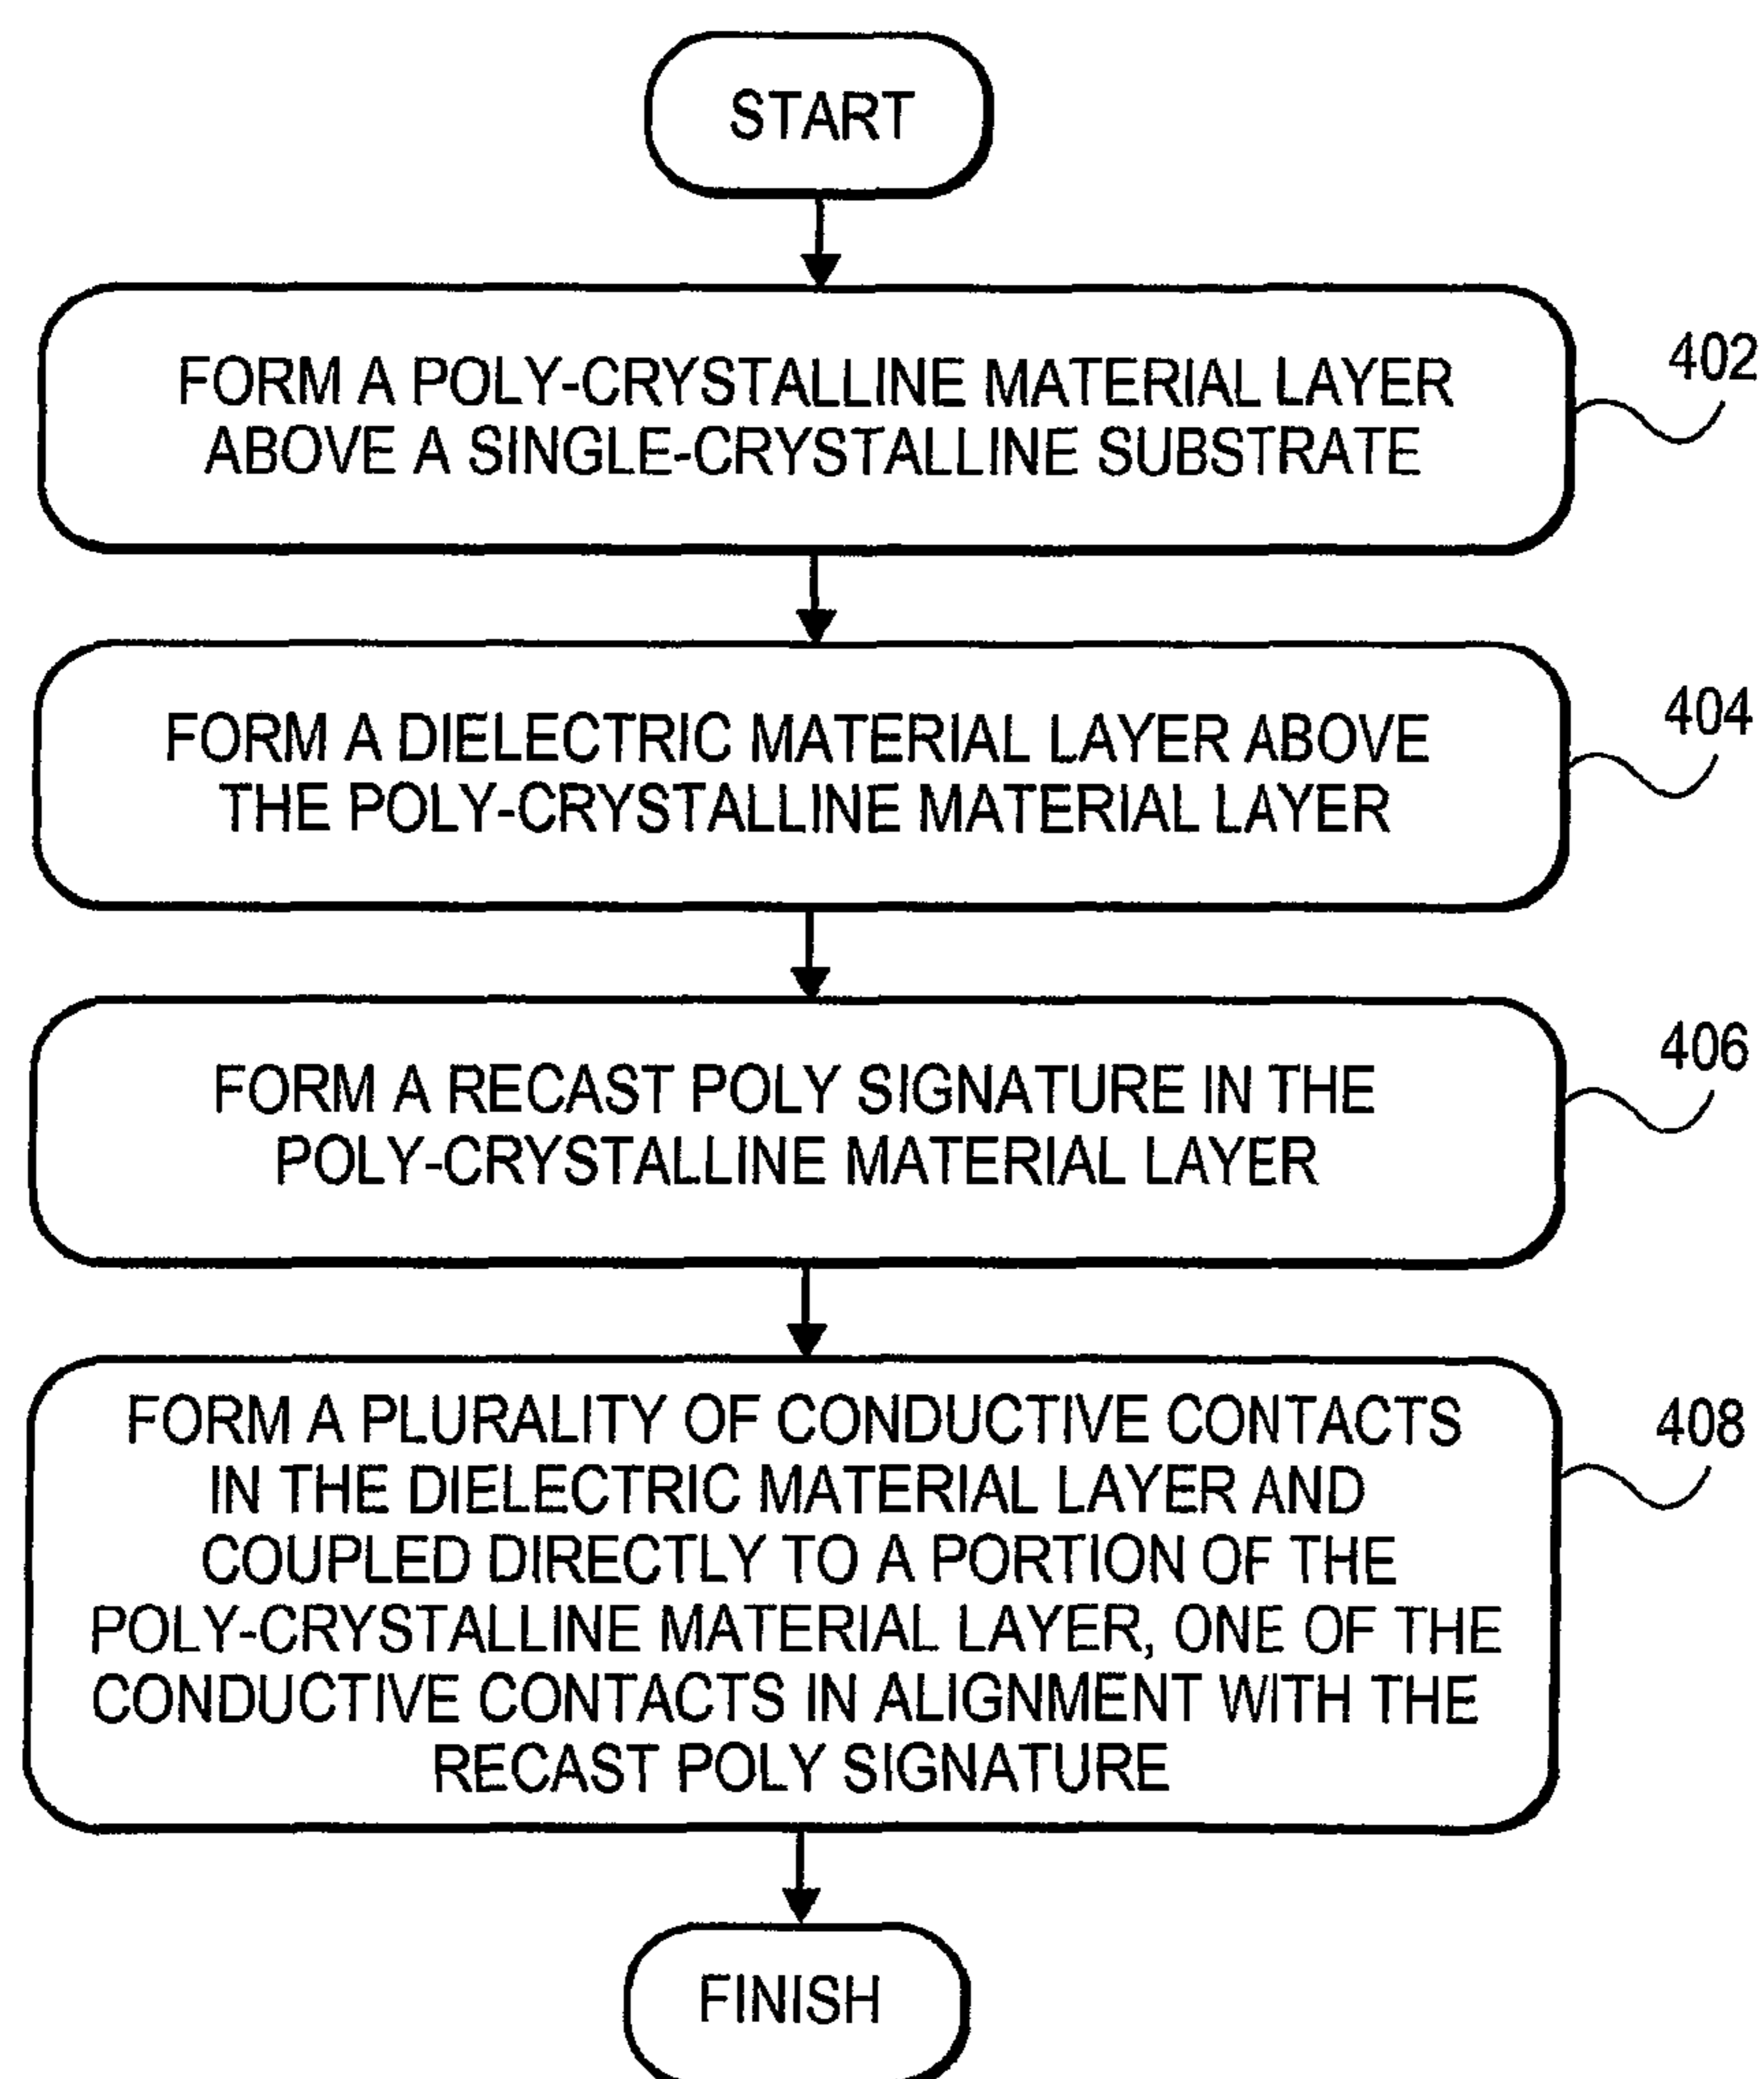 START
FORM A POLY-CRYSTALLINE MATERIAL LAYER
ABOVE A SINGLE-CRYSTALLINE SUBSTRATE
402
FORM A DIELECTRIC MATERIAL LAYER ABOVE
THE POLY-CRYSTALLINE MATERIAL LAYER
404
FORM A RECAST POLY SIGNATURE IN THE
POLY-CRYSTALLINE MATERIAL LAYER
406
FORM A PLURALITY OF CONDUCTIVE CONTACTS
IN THE DIELECTRIC MATERIAL LAYER AND
COUPLED DIRECTLY TO A PORTION OF THE
POLY-CRYSTALLINE MATERIAL LAYER, ONE OF THE
CONDUCTIVE CONTACTS IN ALIGNMENT WITH THE
RECAST POLY SIGNATURE
408
FINISH